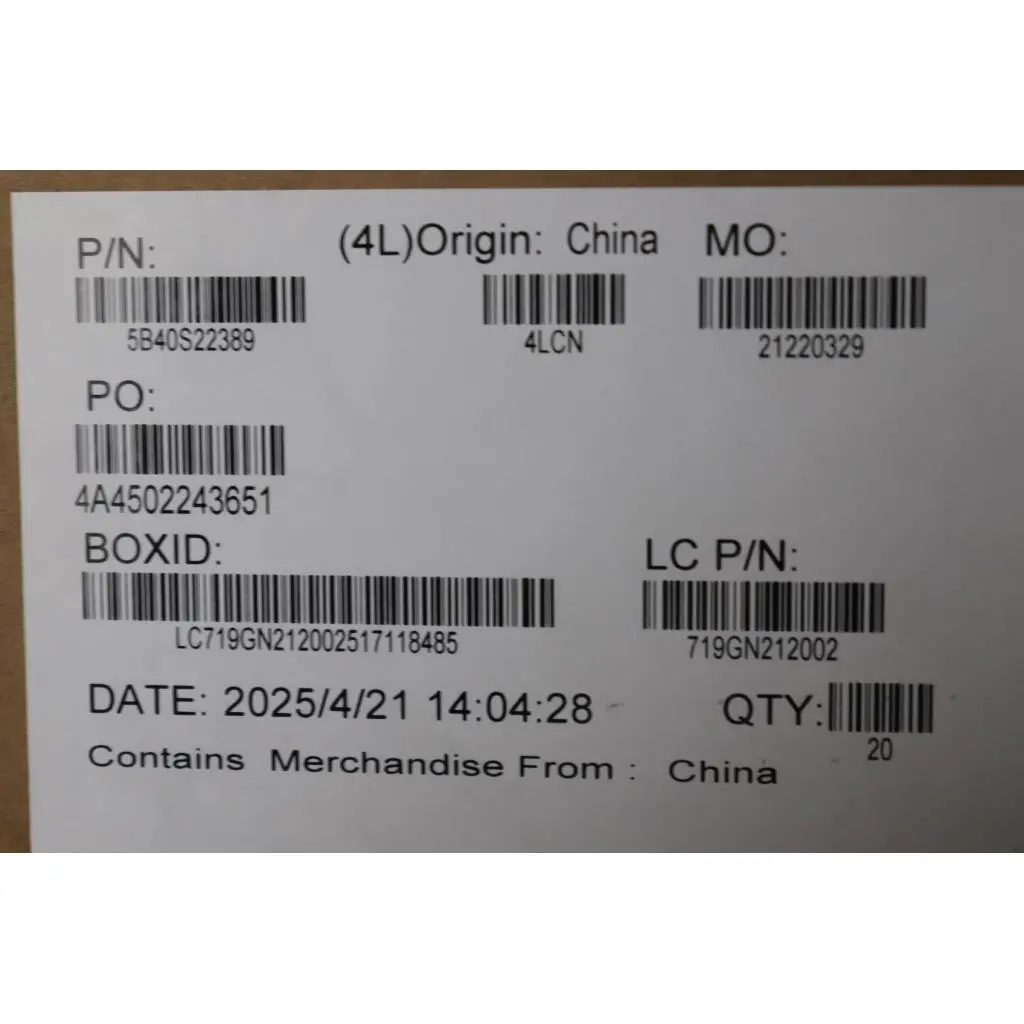 P/N: (4L)Origin: China MO:
5B40S22389 4LCN 21220329
PO:
4A4502243651
BOXID: LC P/N:
LC719GN212002517118485 719GN212002
DATE: 2025/4/21 14:04:28 QTY:
20
Contains Merchandise From : China